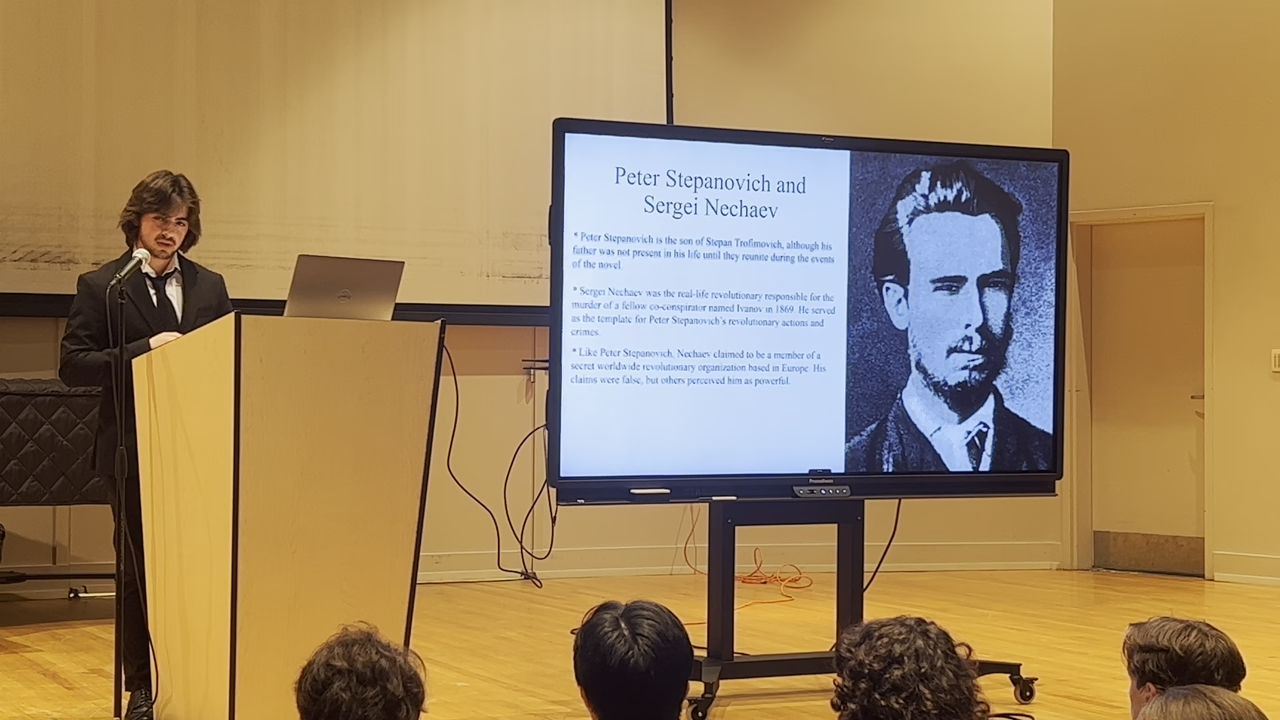 Peter Stepanovich and
Sergei Nechaev
* Peter Stepanovich is the son of Stepan Trofimovich, although his
father was not present in his life until they reunite during the events
of the novel.
* Sergei Nechaev was the real-life revolutionary responsible for the
murder of a fellow co-conspirator named Ivanov in 1869. He served
as the template for Peter Stepanovich's revolutionary actions and
crimes.
* Like Peter Stepanovich, Nechaev claimed to be a member of a
secret worldwide revolutionary organization based in Europe. His
claims were false, but others perceived him as powerful.
Promethean
DELL